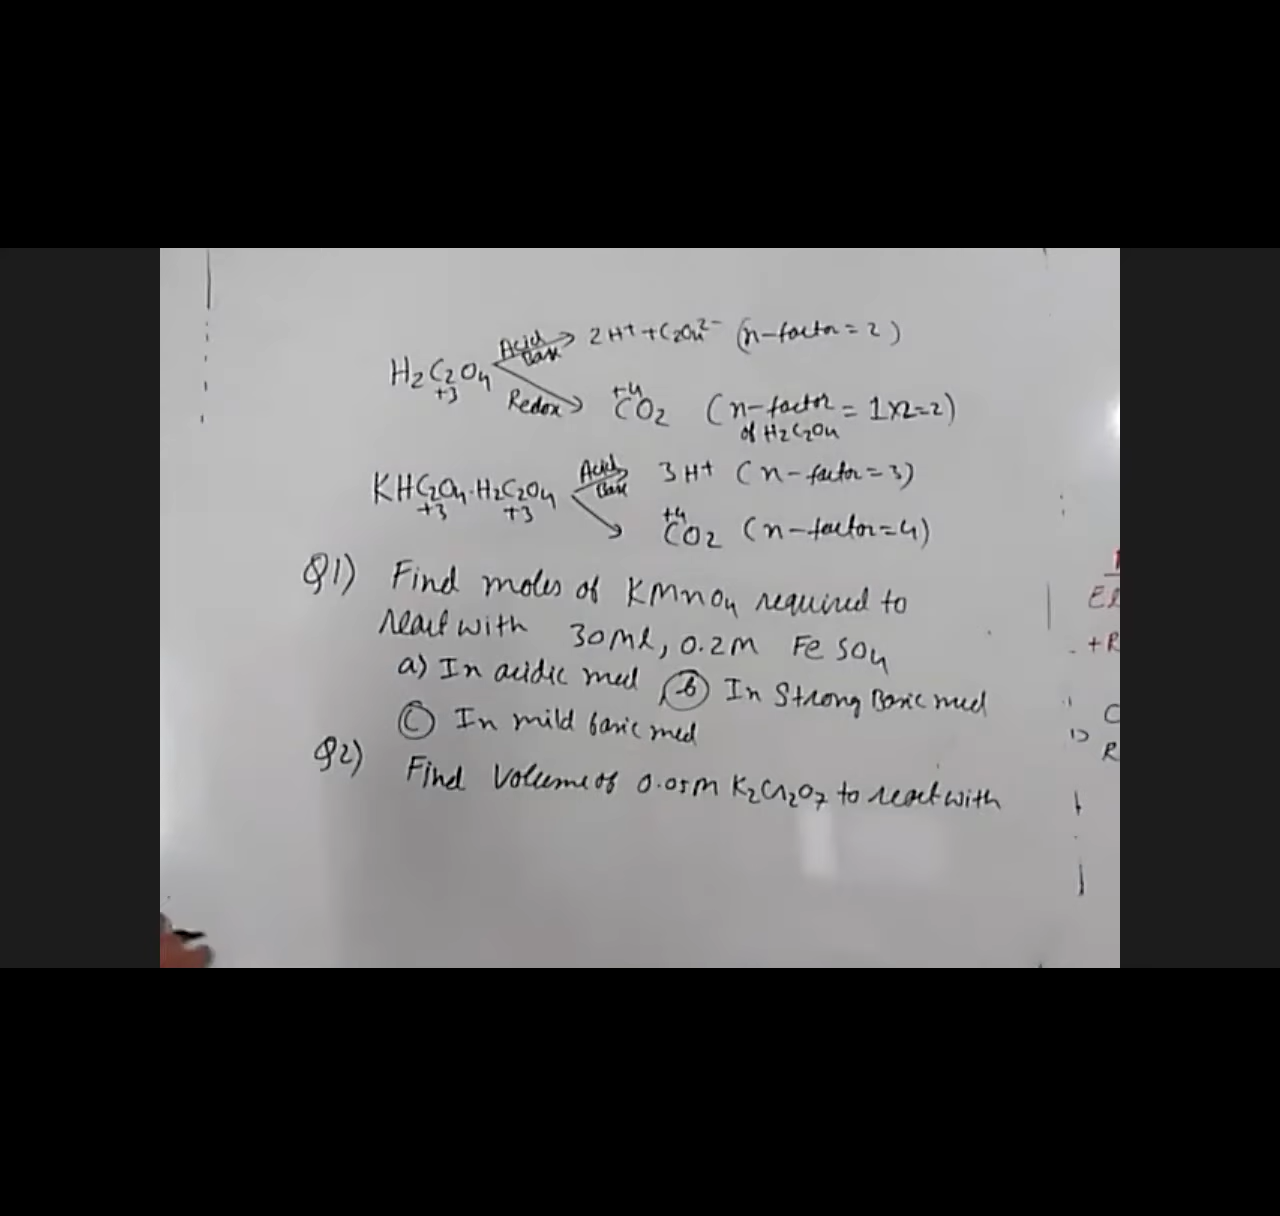 H2C2O4 Acid Base → 2H+ + C2O4 2- (n-factor = 2)
+3
Redox → CO2 (n-factor = 1x2=2)
+4
of H2C2O4
KHC2O4.H2C2O4 Acid Base 3H+ (n-factor=3)
+3 +3
+4
CO2 (n-factor=4)
Q1) Find moles of KMnO4 required to
react with 30ml, 0.2M FeSO4
a) In acidic med (b) In Strong Basic med
(C) In mild basic med
Q2) Find Volume of 0.05M K2Cr2O7 to react with
El
+R
C
R